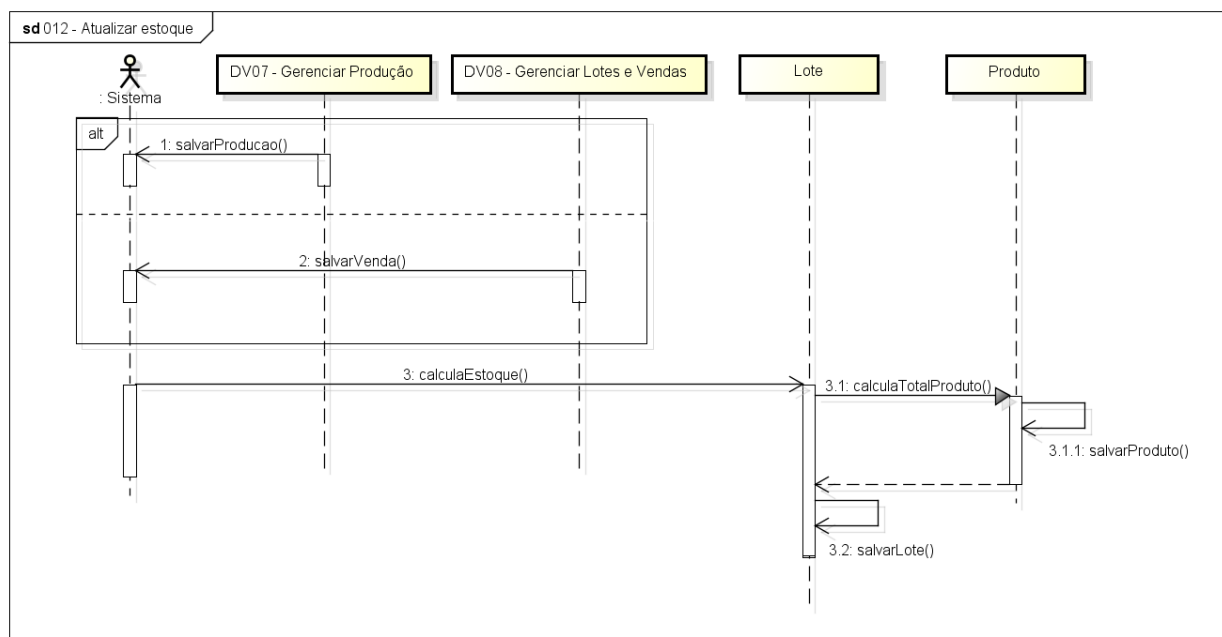 sd 012 - Atualizar estoque
DV07 - Gerenciar Produção
DV08 - Gerenciar Lotes e Vendas
Lote
Produto
: Sistema
alt
1: salvarProducao()
2: salvarVenda()
3: calculaEstoque()
3.1: calculaTotalProduto()
3.1.1: salvarProduto()
3.2: salvarLote()